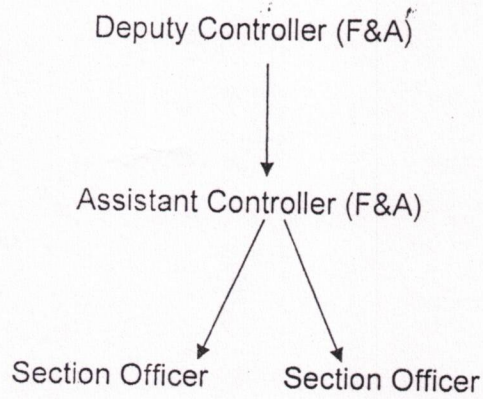 Deputy Controller (F&A)
Assistant Controller (F&A)
Section Officer Section Officer